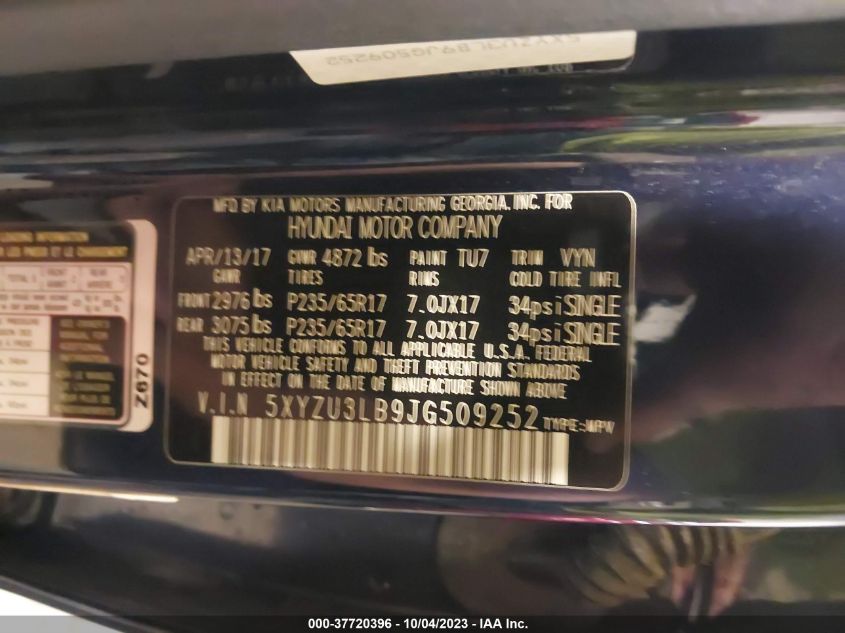 5XYZU3LB9JG509252
MFD BY KIA MOTORS MANUFACTURING GEORGIA, INC. FOR
HYUNDAI MOTOR COMPANY
APR/13/17 GVWR 4872 lbs PAINT TU7 TRIM VYN
GAWR TIRES RIMS COLD TIRE INFL
FRONT 2976 lbs P235/65R17 7.0JX17 34psi SINGLE
REAR 3075 lbs P235/65R17 7.0JX17 34psi SINGLE
THIS VEHICLE CONFORMS TO ALL APPLICABLE U.S.A. FEDERAL
MOTOR VEHICLE SAFETY AND THEFT PREVENTION STANDARDS
IN EFFECT ON THE DATE OF MANUFACTURE SHOWN ABOVE
V.I.N 5XYZU3LB9JG509252 TYPE:MPV
Z670
000-37720396 - 10/04/2023 - IAA Inc.